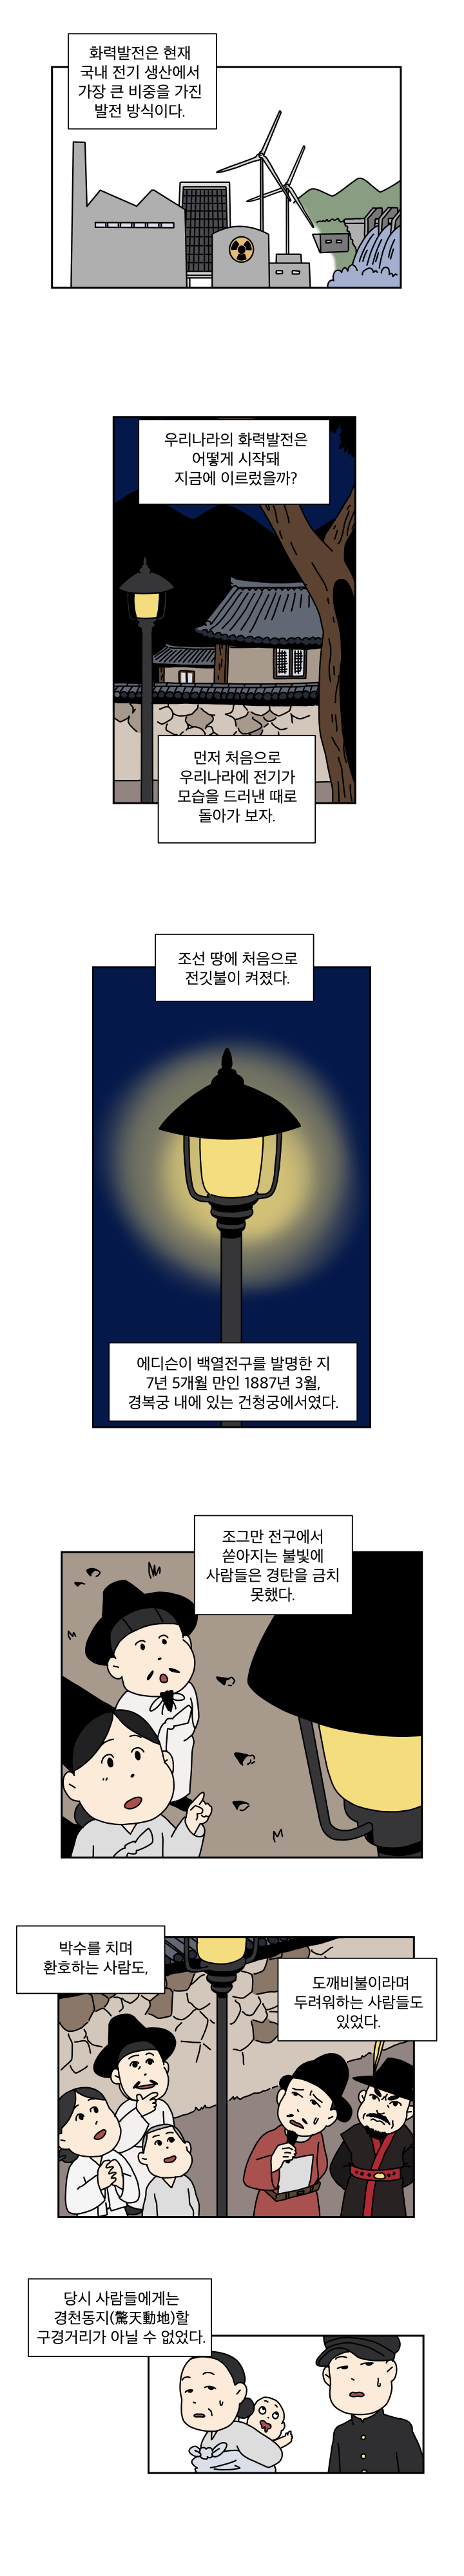 화력발전은 현재
국내 전기 생산에서
가장 큰 비중을 가진
발전 방식이다.
우리나라의 화력발전은
어떻게 시작돼
지금에 이르렀을까?
먼저 처음으로
우리나라에 전기가
모습을 드러낸 때로
돌아가 보자.
조선 땅에 처음으로
전깃불이 켜졌다.
에디슨이 백열전구를 발명한 지
7년 5개월 만인 1887년 3월,
경복궁 내에 있는 건청궁에서였다.
조그만 전구에서
쏟아지는 불빛에
사람들은 경탄을 금치
못했다.
박수를 치며
환호하는 사람도,
도깨비불이라며
두려워하는 사람들도
있었다.
당시 사람들에게는
경천동지(驚天動地)할
구경거리가 아닐 수 없었다.